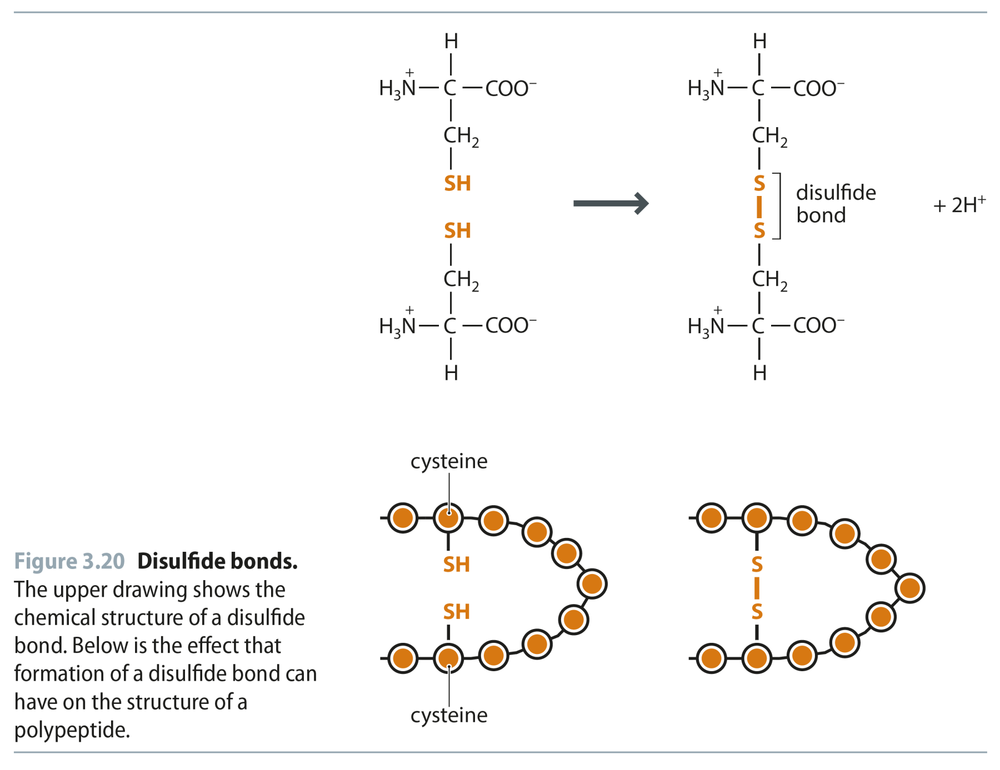 H
H
H₃N⁺—C—COO⁻
H₃N⁺—C—COO⁻
CH₂
CH₂
SH
S
disulfide
bond
+ 2H⁺
SH
S
CH₂
CH₂
H₃N⁺—C—COO⁻
H₃N⁺—C—COO⁻
H
H
cysteine
SH
S
SH
S
cysteine
Figure 3.20 Disulfide bonds.
The upper drawing shows the
chemical structure of a disulfide
bond. Below is the effect that
formation of a disulfide bond can
have on the structure of a
polypeptide.